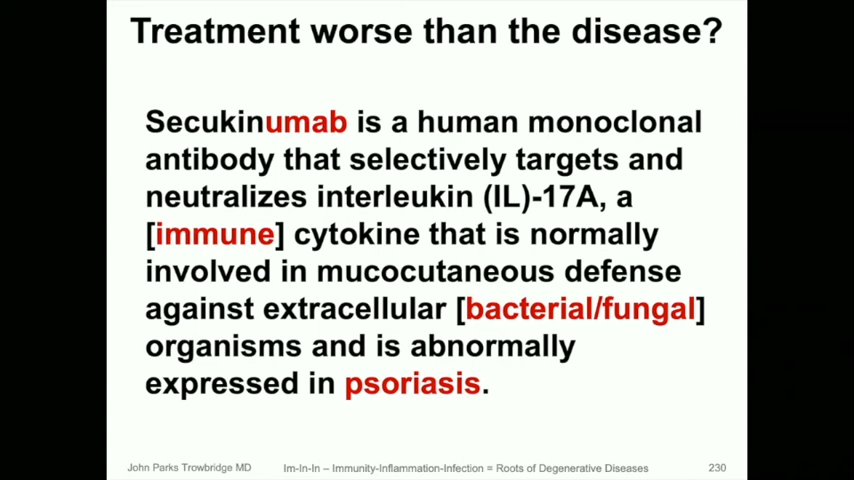 Treatment worse than the disease?
Secukinumab is a human monoclonal
antibody that selectively targets and
neutralizes interleukin (IL)-17A, a
[immune] cytokine that is normally
involved in mucocutaneous defense
against extracellular [bacterial/fungal]
organisms and is abnormally
expressed in psoriasis.
John Parks Trowbridge MD Im-In-In – Immunity-Inflammation-Infection = Roots of Degenerative Diseases 230